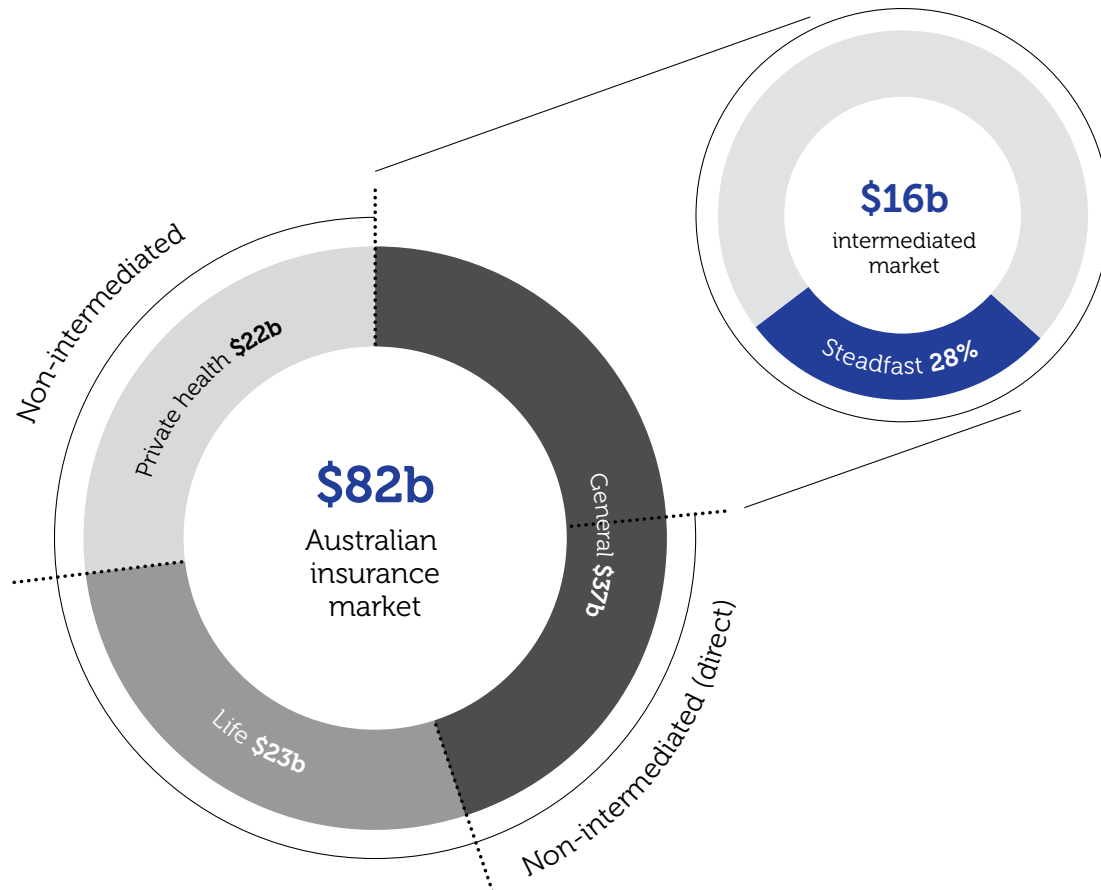 $16b
intermediated
market
Steadfast 28%
Non-intermediated
Private health $22b
$82b
Australian
insurance
market
General $37b
Life $23b
Non-intermediated (direct)